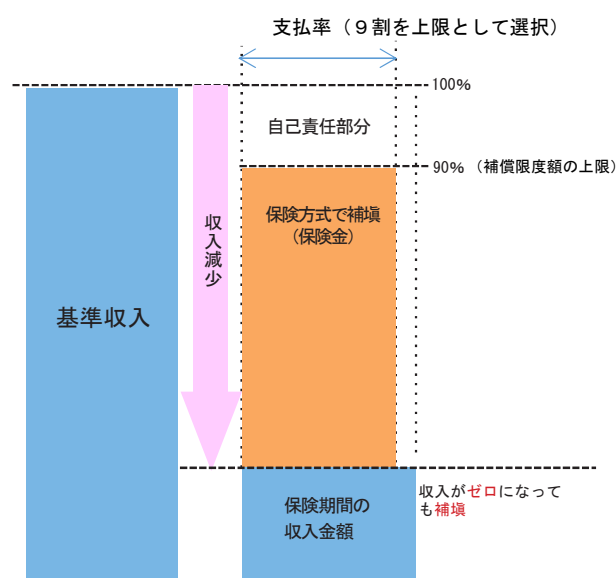 支払率（９割を上限として選択）
100%
自己責任部分
90%（補償限度額の上限）
保険方式で補塡
（保険金）
収入減少
基準収入
収入がゼロになって
も補塡
保険期間の
収入金額